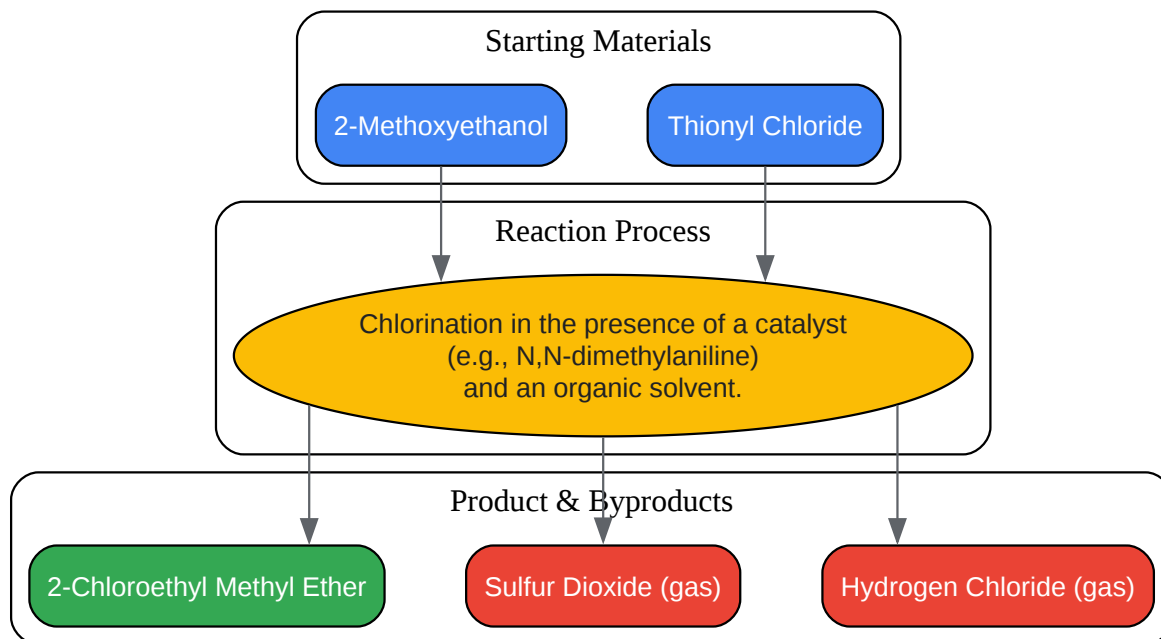 Starting Materials
2-Methoxyethanol
Thionyl Chloride
Reaction Process
Chlorination in the presence of a catalyst
(e.g., N,N-dimethylaniline)
and an organic solvent.
Product & Byproducts
2-Chloroethyl Methyl Ether
Sulfur Dioxide (gas)
Hydrogen Chloride (gas)